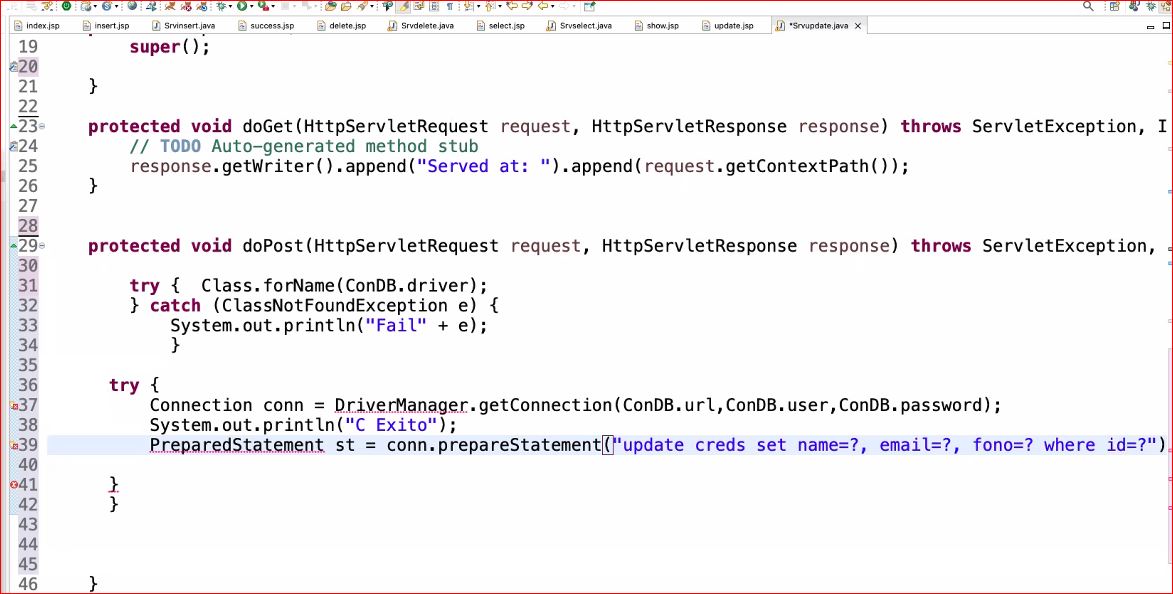 index.jsp insert.jsp Srvinsert.java success.jsp delete.jsp Srvdelete.java select.jsp Srvselect.java show.jsp update.jsp *Srvupdate.java
19 super();
20
21 }
22
23 protected void doGet(HttpServletRequest request, HttpServletResponse response) throws ServletException, I
24 // TODO Auto-generated method stub
25 response.getWriter().append("Served at: ").append(request.getContextPath());
26 }
27
28
29 protected void doPost(HttpServletRequest request, HttpServletResponse response) throws ServletException,
30
31 try { Class.forName(ConDB.driver);
32 } catch (ClassNotFoundException e) {
33 System.out.println("Fail" + e);
34 }
35
36 try {
37 Connection conn = DriverManager.getConnection(ConDB.url,ConDB.user,ConDB.password);
38 System.out.println("C Exito");
39 PreparedStatement st = conn.prepareStatement("update creds set name=?, email=?, fono=? where id=?")
40
41 }
42 }
43
44
45
46 }